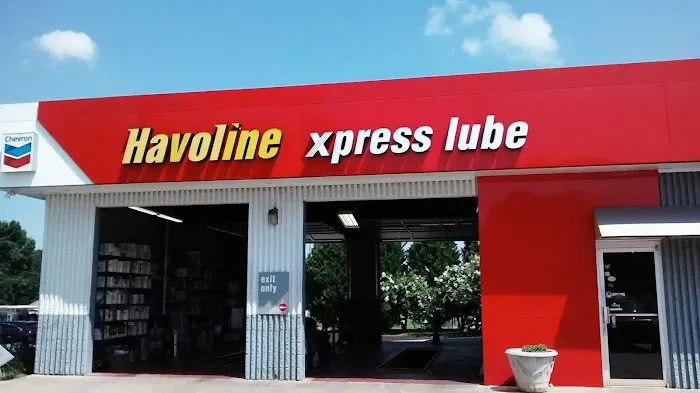 Chevron
Havoline xpress lube
exit
only